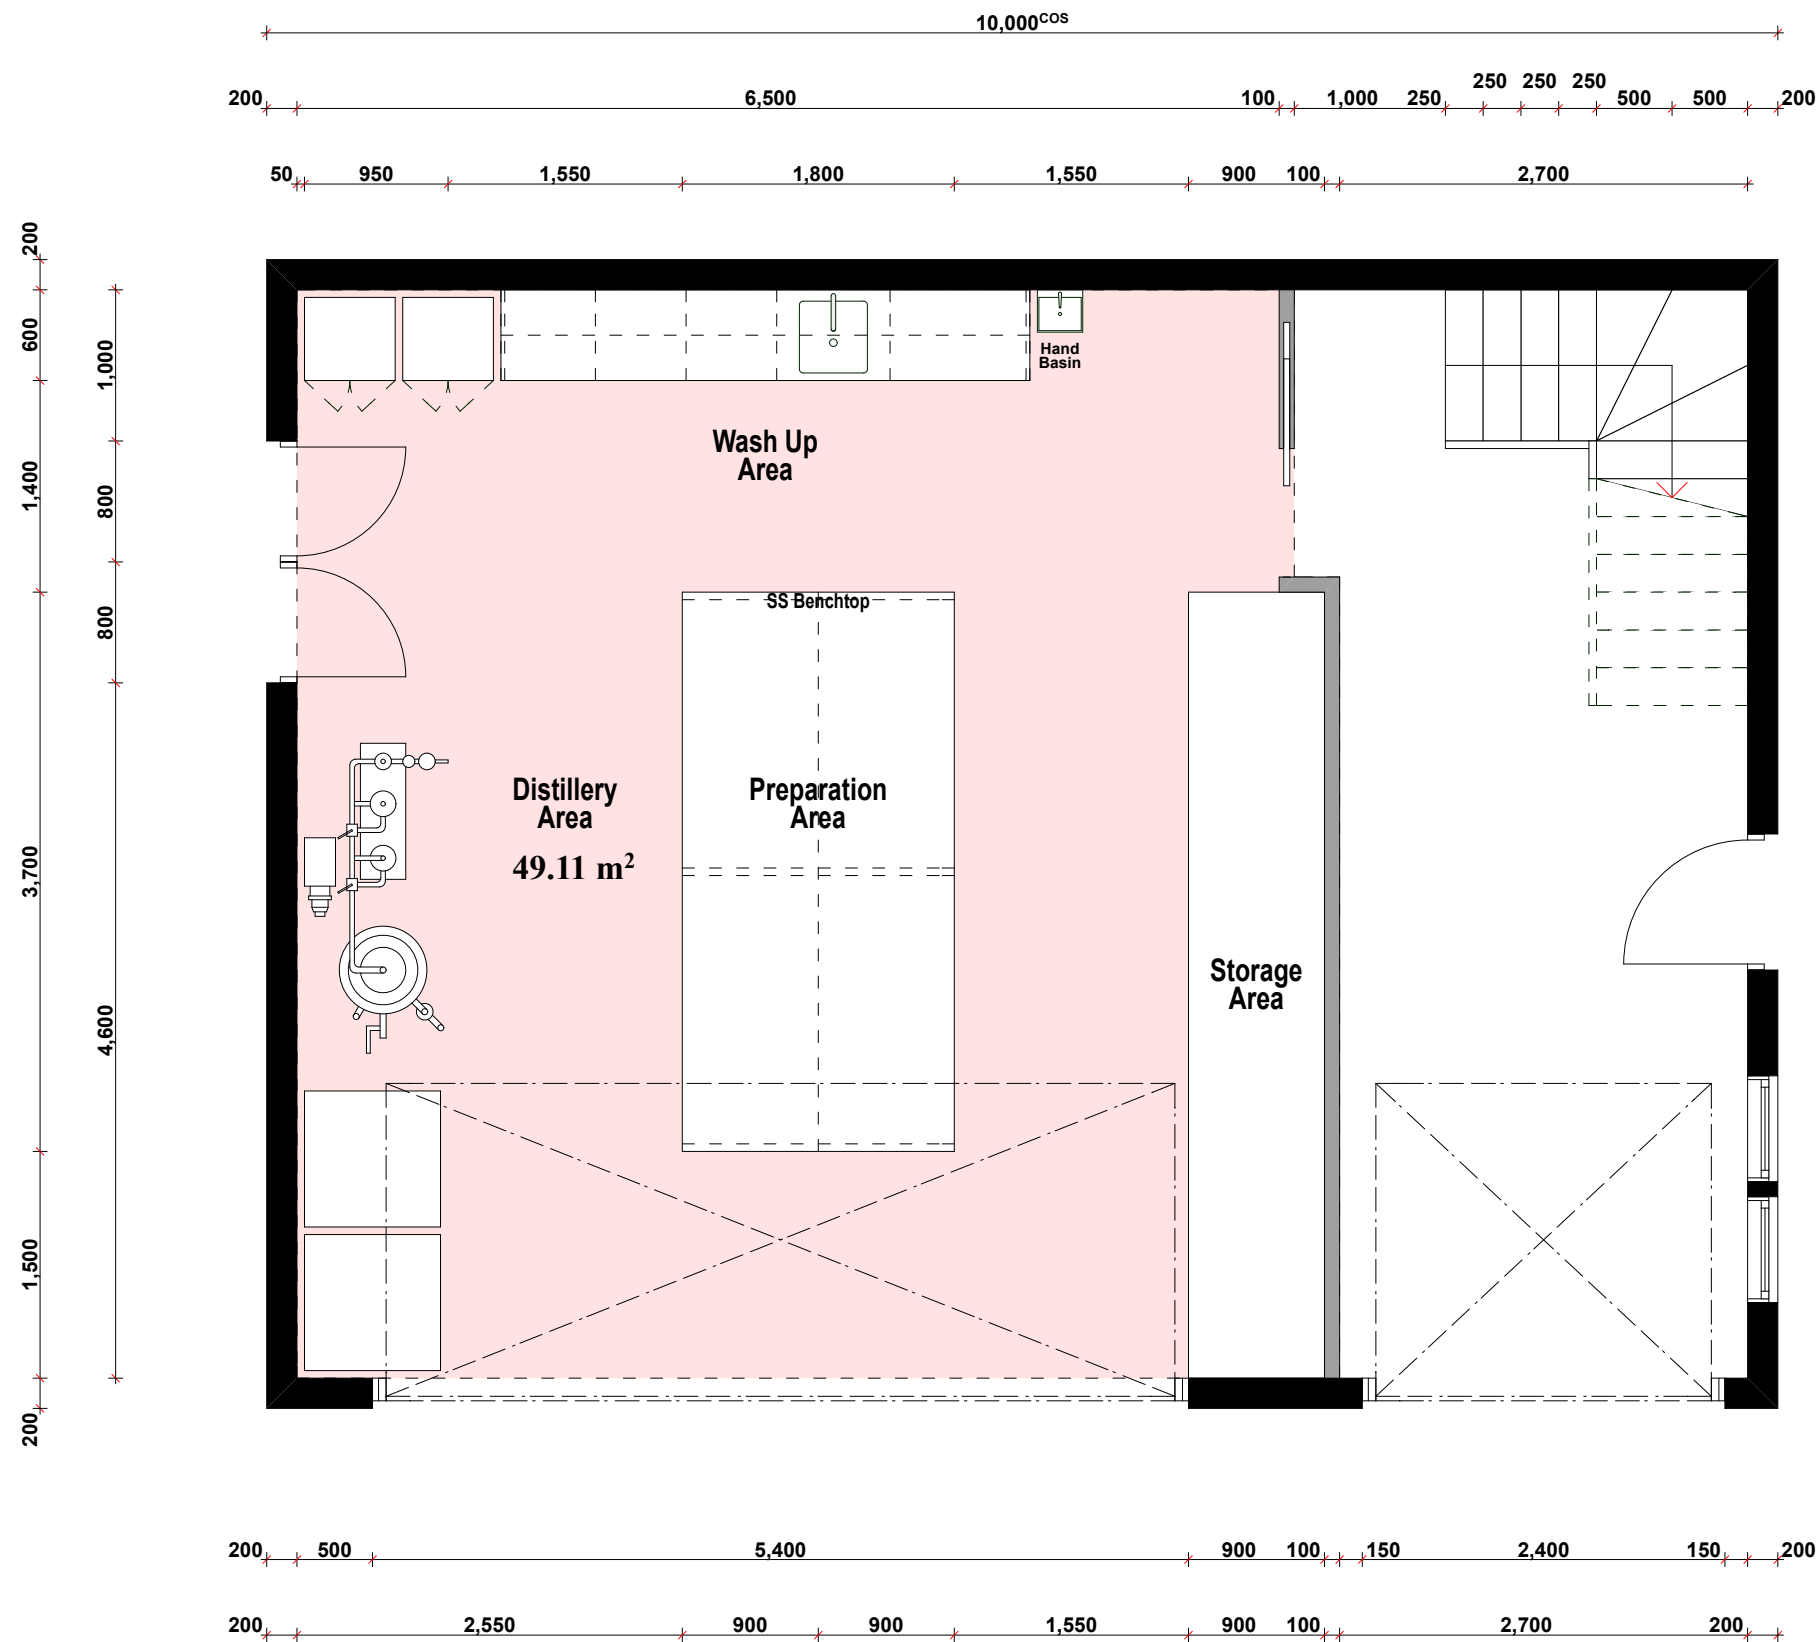 10,000COS
200 6,500 100 1,000 250 250 250 250 500 500 200
50 950 1,550 1,800 1,550 900 100 2,700
200
600
1,400
3,700
1,500
200
1,000
800
800
4,600
Hand
Basin
Wash Up
Area
SS Benchtop
Distillery
Area
49.11 m²
Preparation
Area
Storage
Area
200 500 5,400 900 100 150 2,400 150 200
200 2,550 900 900 1,550 900 100 2,700 200